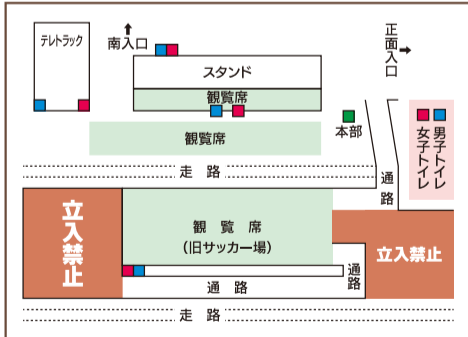 南入口
正面入口
テレトラック
スタンド
観覧席
観覧席
本部
女子トイレ
男子トイレ
走路
通路
立入禁止
観覧席
(旧サッカー場)
立入禁止
通路
通路
走路